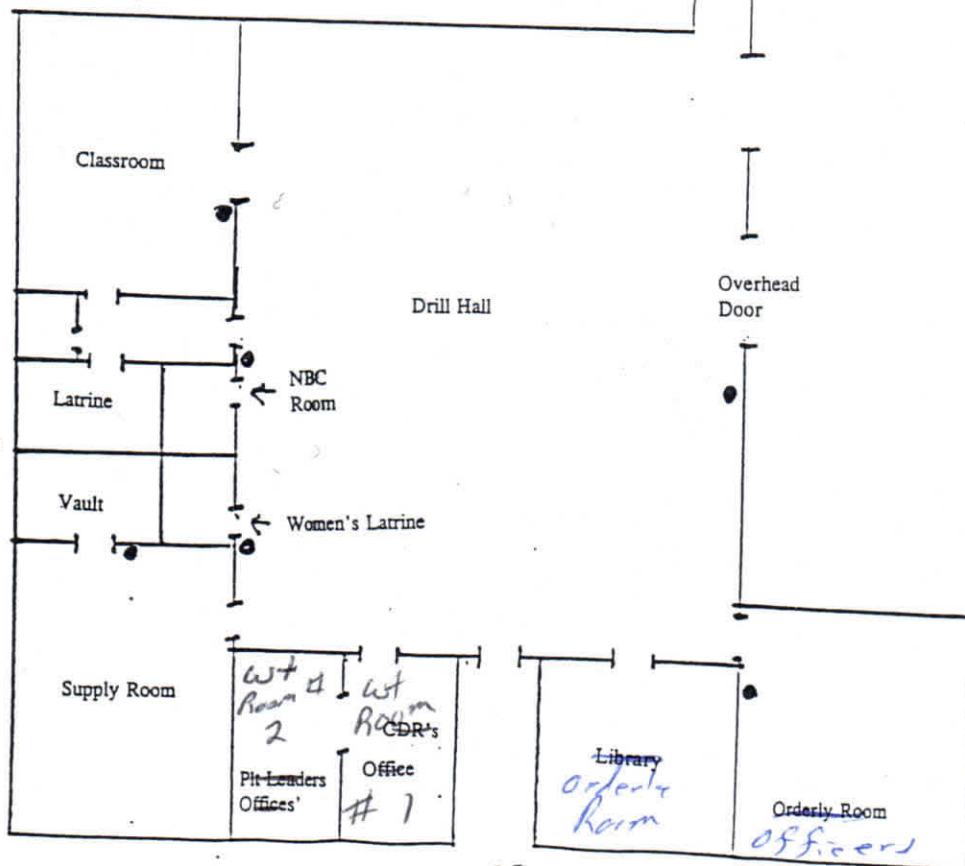 Classroom
Drill Hall
Overhead
Door
NBC
Room
Latrine
Vault
Women's Latrine
Supply Room
Wt
Room #
2
Plt Leaders
Offices'
Wt
Room
CDR's
Office
# 1
Library
Orderly
Room
Orderly Room
Officers